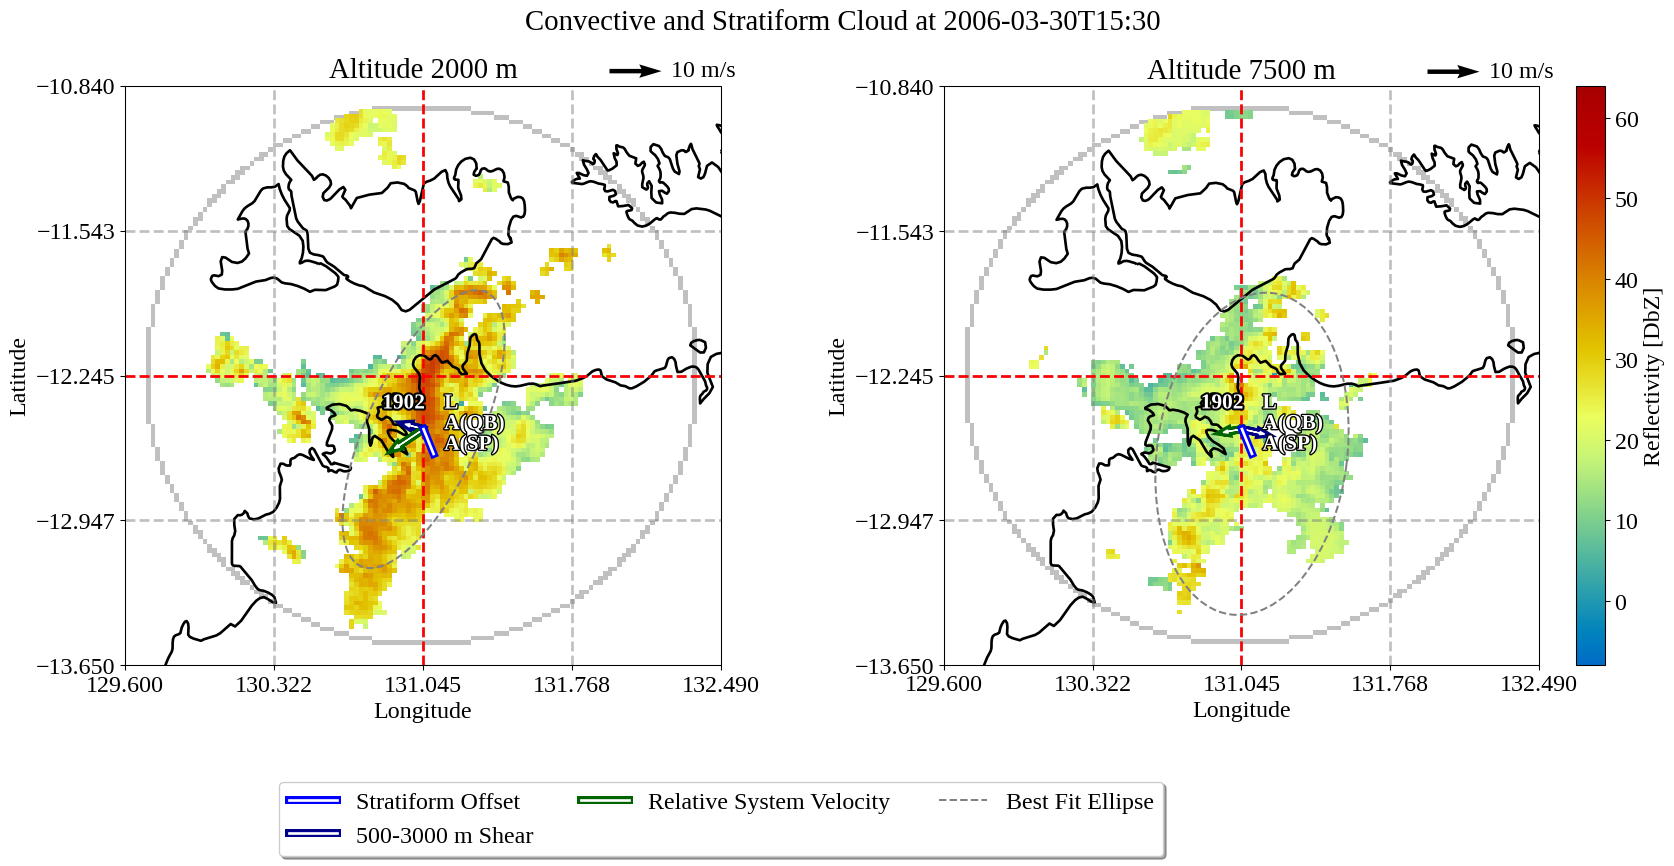 Convective and Stratiform Cloud at 2006-03-30T15:30
Altitude 2000 m
10 m/s
−10.840
−11.543
−12.245
−12.947
−13.650
129.600
130.322
131.045
131.768
132.490
Longitude
Latitude
1902
L
A(QB)
A(SP)
Altitude 7500 m
10 m/s
−10.840
−11.543
−12.245
−12.947
−13.650
129.600
130.322
131.045
131.768
132.490
Longitude
Latitude
1902
L
A(QB)
A(SP)
60
50
40
30
20
10
0
Reflectivity [DbZ]
Stratiform Offset
Relative System Velocity
Best Fit Ellipse
500-3000 m Shear